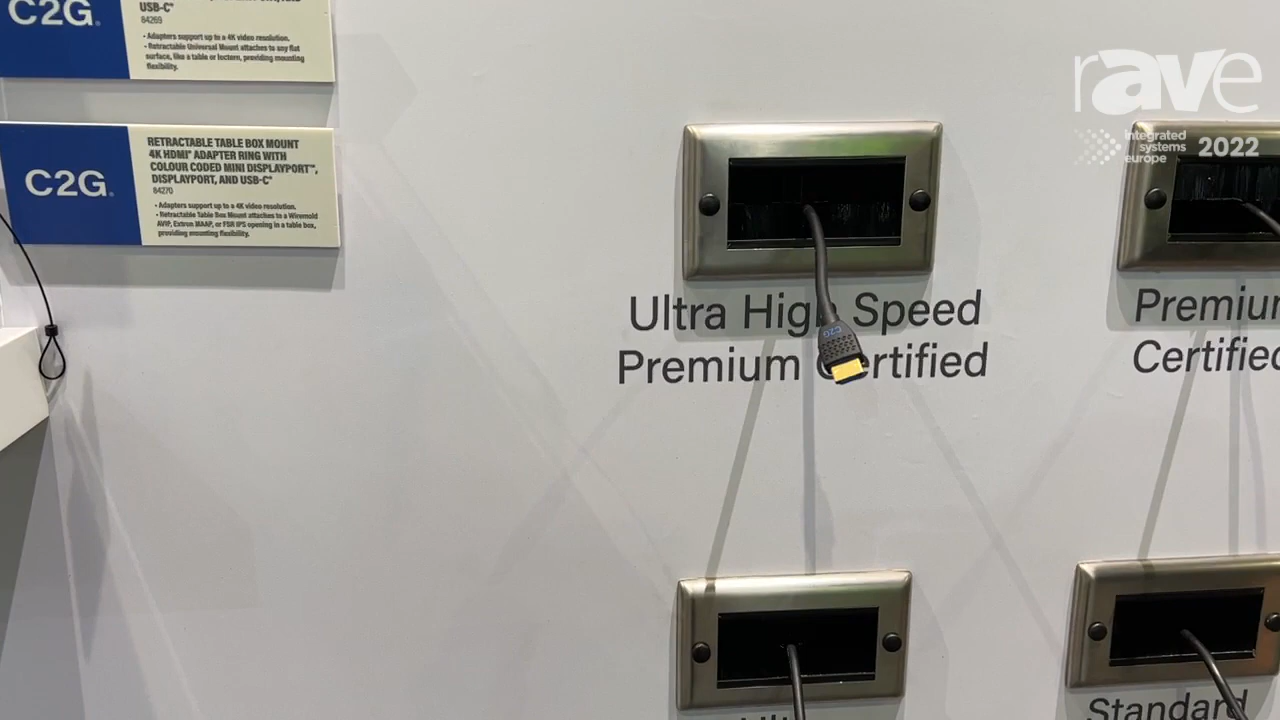 C2G.
USB-C®
84269
• Adapters support up to a 4K video resolution.
• Retractable Universal Mount attaches to any flat
surface, like a table or lectern, providing mounting
flexibility.
C2G.
RETRACTABLE TABLE BOX MOUNT
4K HDMI® ADAPTER RING WITH
COLOUR CODED MINI DISPLAYPORT™,
DISPLAYPORT, AND USB-C®
84270
• Adapters support up to a 4K video resolution.
• Retractable Table Box Mount attaches to a Wiremold
AVIP, Extron MAAP, or FSR IPS opening in a table box,
providing mounting flexibility.
rAVe
integrated
systems
europe
2022
Ultra High Speed
Premium Certified
C2G
Premium
Certified
Standard